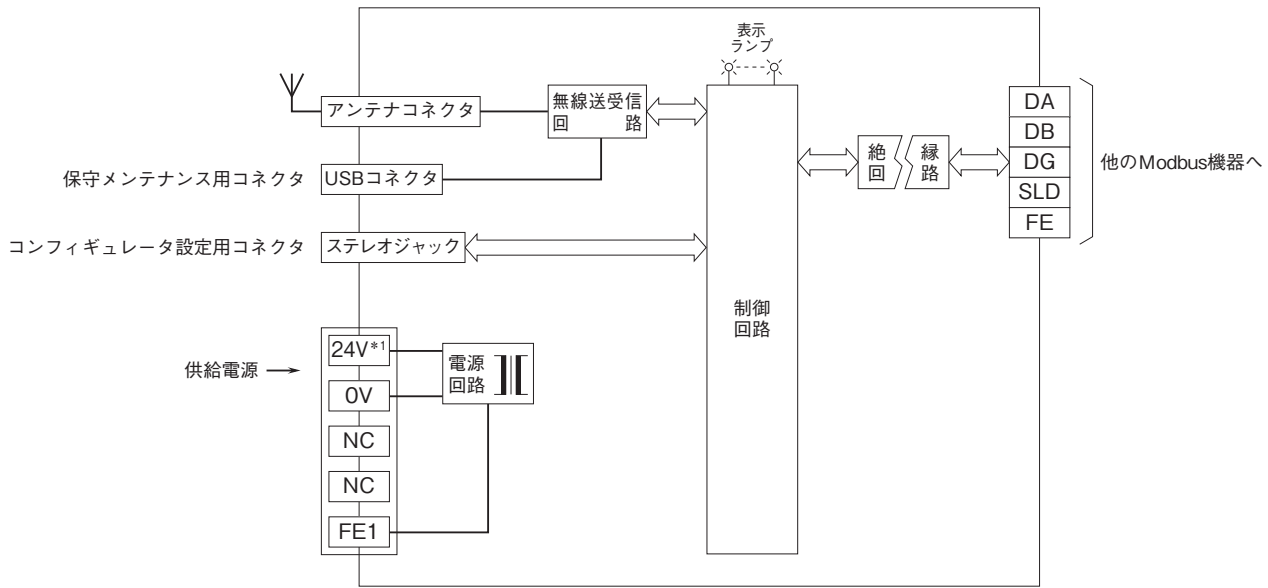 表示
ランプ
アンテナコネクタ
無線送受信
回 路
保守メンテナンス用コネクタ
USBコネクタ
コンフィギュレータ設定用コネクタ
ステレオジャック
制御
回路
絶 縁
回 路
DA
DB
DG
SLD
FE
他のModbus機器へ
供給電源
24V*1
0V
NC
NC
FE1
電源
回路